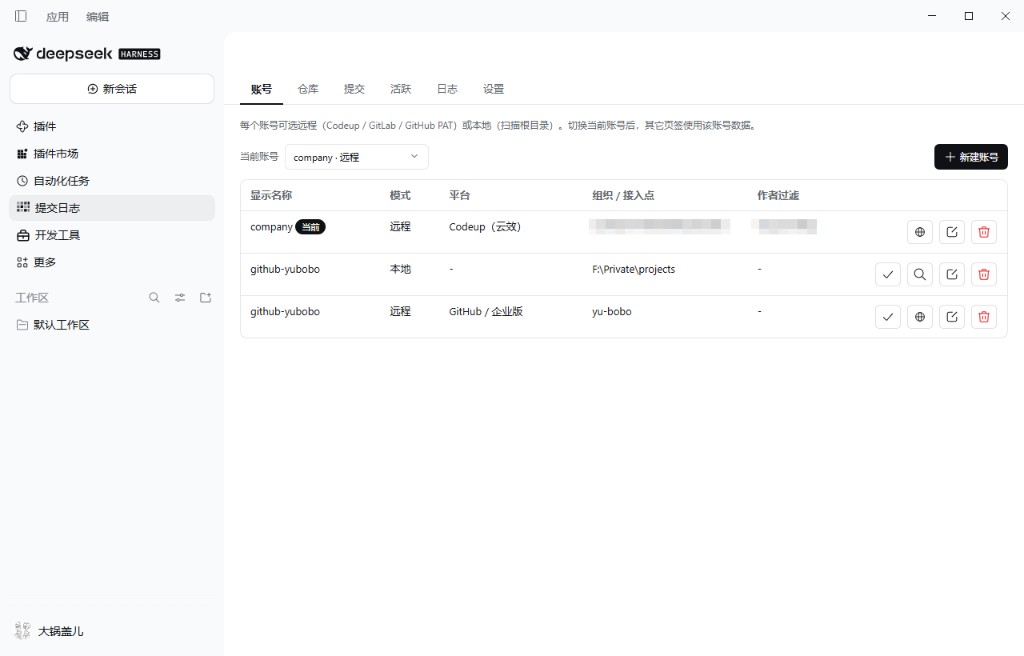 应用 编辑
deepseek HARNESS
新会话
插件
插件市场
自动化任务
提交日志
开发工具
更多
工作区
默认工作区
大锅盖儿
账号 仓库 提交 活跃 日志 设置
每个账号可选远程（Codeup / GitLab / GitHub PAT）或本地（扫描根目录）。切换当前账号后，其它页签使用该账号数据。
当前账号 company · 远程 新建账号
显示名称 模式 平台 组织 / 接入点 作者过滤
company 当前 远程 Codeup（云效）
github-yubobo 本地 - F:\Private\projects -
github-yubobo 远程 GitHub / 企业版 yu-bobo -